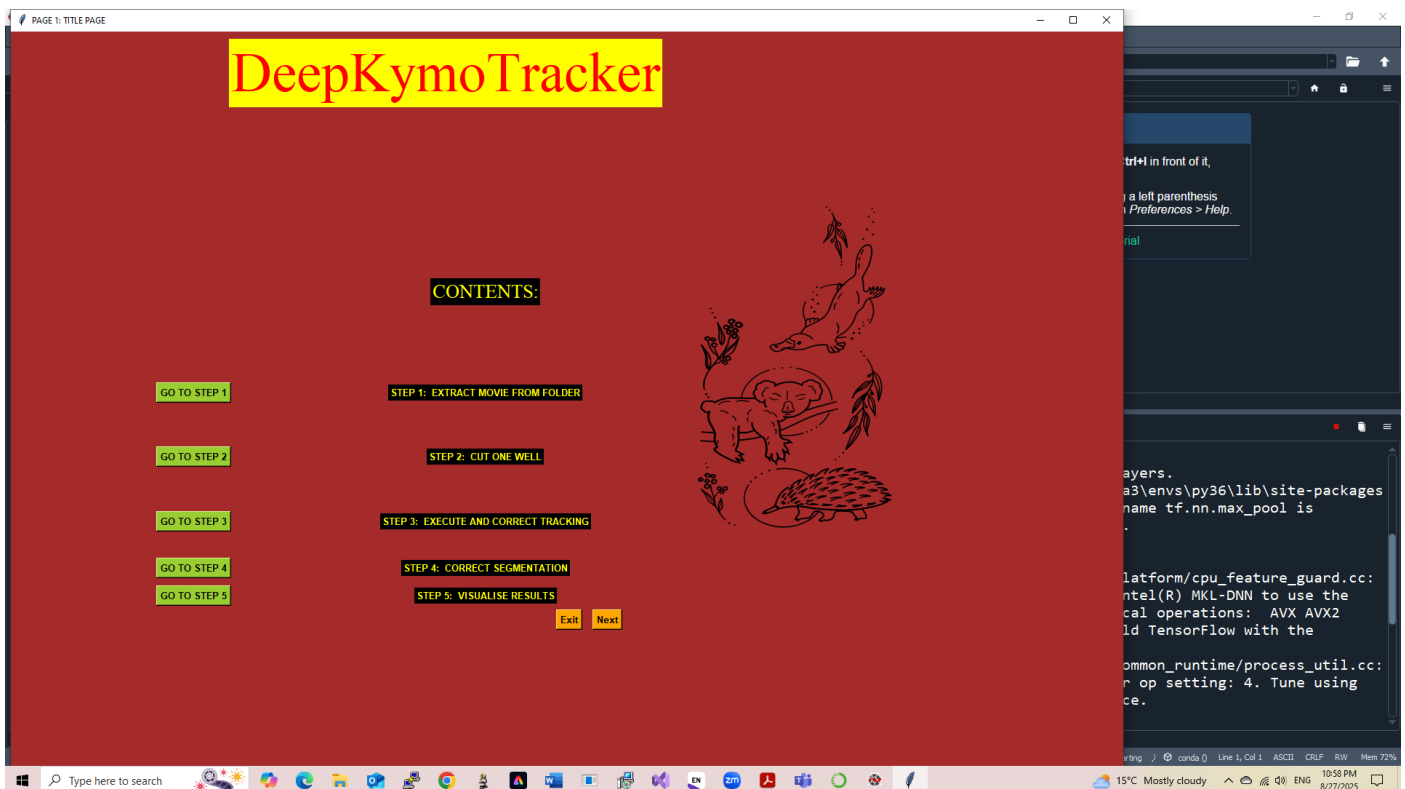 PAGE 1: TITLE PAGE
DeepKymoTracker
CONTENTS:
GO TO STEP 1
STEP 1: EXTRACT MOVIE FROM FOLDER
GO TO STEP 2
STEP 2: CUT ONE WELL
GO TO STEP 3
STEP 3: EXECUTE AND CORRECT TRACKING
GO TO STEP 4
STEP 4: CORRECT SEGMENTATION
GO TO STEP 5
STEP 5: VISUALISE RESULTS
Exit Next
trl+I in front of it,
a left parenthesis
Preferences > Help.
rial
ayers.
a3\envs\py36\lib\site-packages
name tf.nn.max_pool is
.
latform/cpu_feature_guard.cc:
ntel(R) MKL-DNN to use the
cal operations:  AVX AVX2
ld TensorFlow with the
ommon_runtime/process_util.cc:
r op setting: 4. Tune using
ce.
rting conda () Line 1, Col 1 ASCII CRLF RW Mem 72%
Type here to search
EN
zm
15°C Mostly cloudy ENG
10:58 PM
8/27/2025